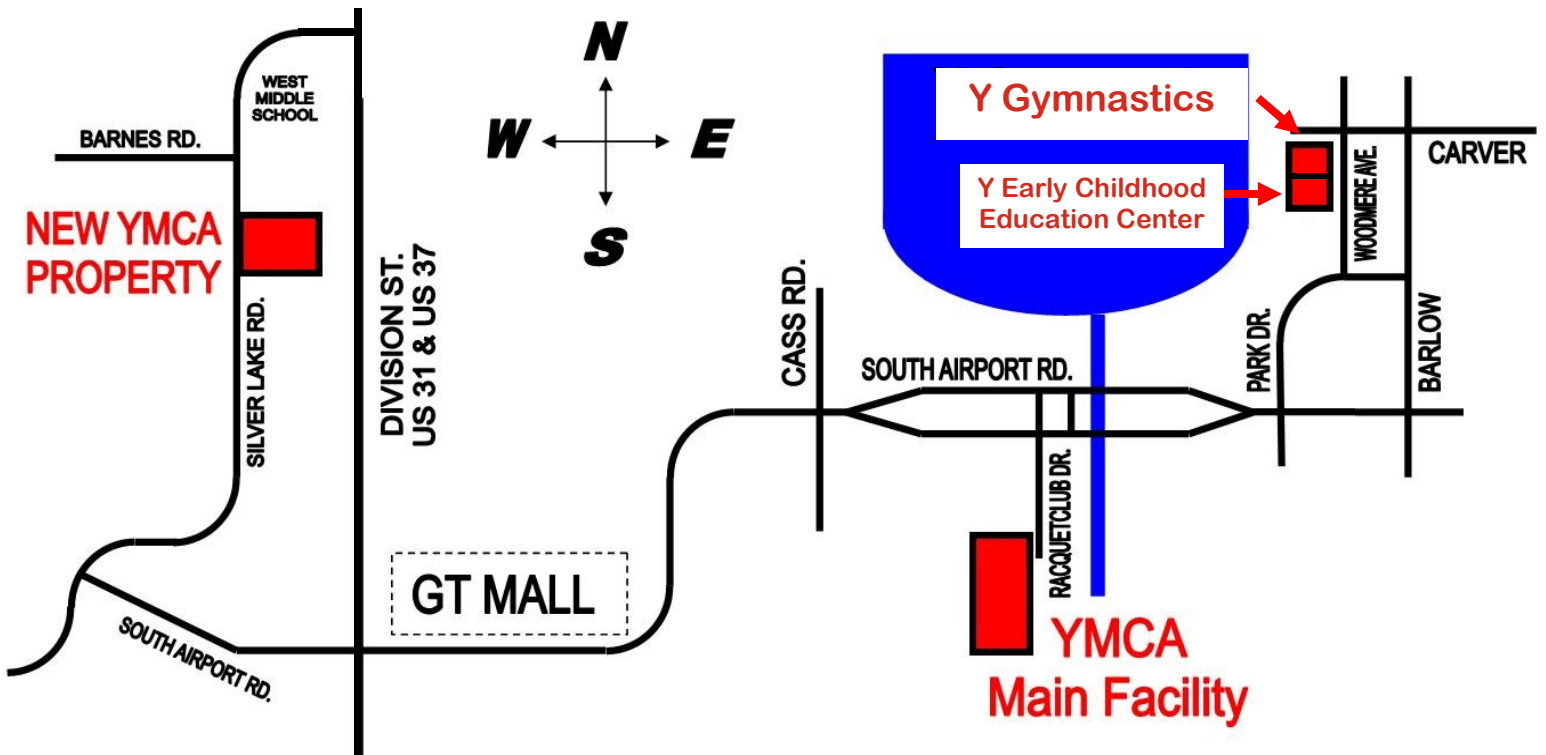 WEST
MIDDLE
SCHOOL
BARNES RD.
NEW YMCA
PROPERTY
SILVER LAKE RD.
SOUTH AIRPORT RD.
DIVISION ST.
US 31 & US 37
GT MALL
N
W
E
S
CASS RD.
SOUTH AIRPORT RD.
RACQUETCLUB DR.
YMCA
Main Facility
Y Gymnastics
Y Early Childhood
Education Center
CARVER
WOODMERE AVE.
PARK DR.
BARLOW